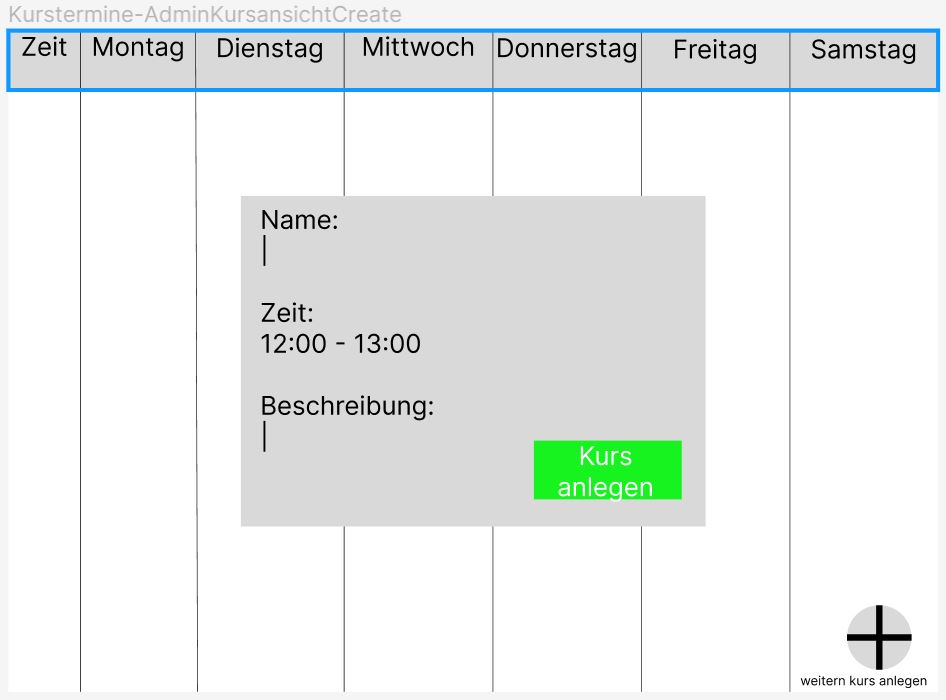 Kurstermine-AdminKursansichtCreate
Zeit Montag Dienstag Mittwoch Donnerstag Freitag Samstag
Name:
Zeit:
12:00 - 13:00
Beschreibung:
Kurs
anlegen
weitern kurs anlegen